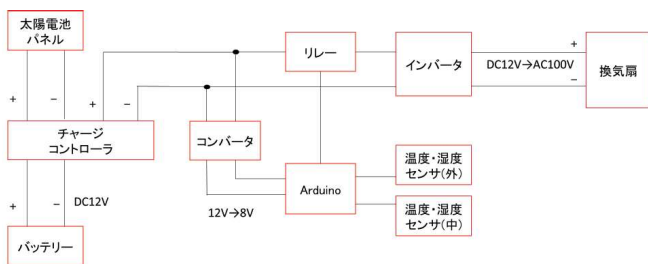 太陽電池
パネル
リレー
インバータ
+
DC12V→AC100V
−
換気扇
+
−
+
−
チャージ
コントローラ
コンバータ
Arduino
温度・湿度
センサ(外)
12V→8V
温度・湿度
センサ(中)
+
−
DC12V
バッテリー